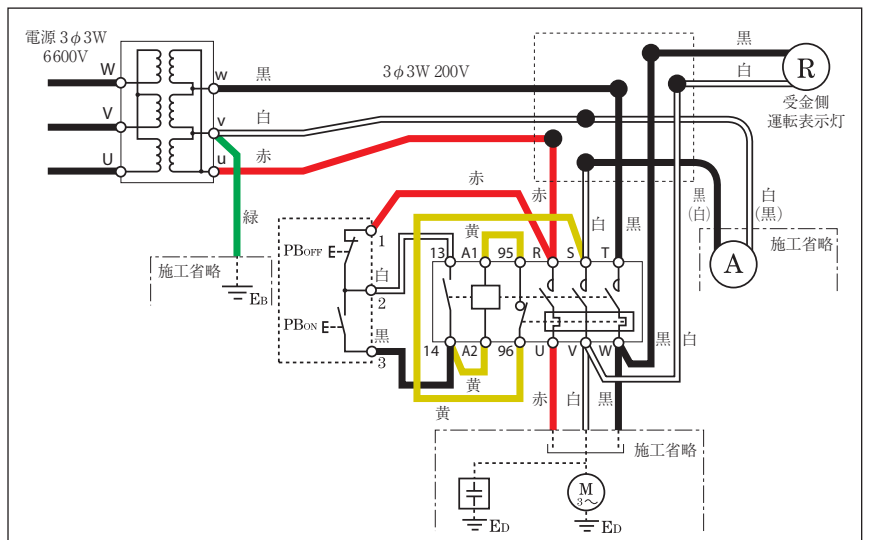 電源 3φ3W
6600V
W
V
U
w
v
u
黒
白
赤
緑
3φ3W 200V
黒
白
R
受金側
運転表示灯
赤
赤
白
黒
黒
(白)
白
(黒)
施工省略
A
施工省略
EB
PBOFF
PBON
1
2
3
白
黒
13
A1
95
R
S
T
黄
14
A2
96
U
V
W
黄
黄
赤
白
黒
黒
白
施工省略
M
3~
ED
ED